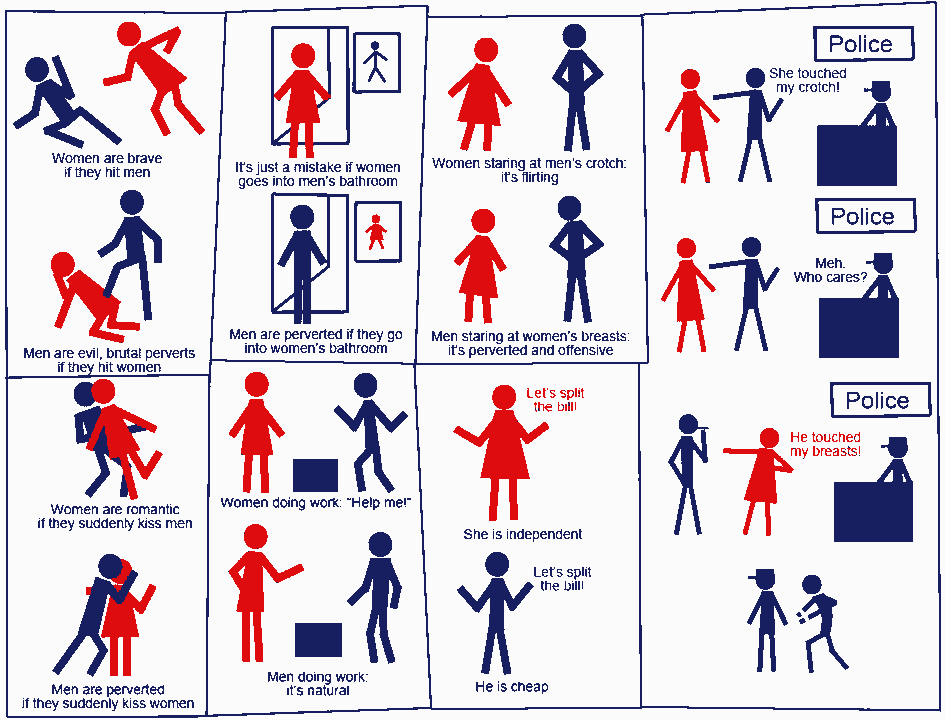 Women are brave
if they hit men
Men are evil, brutal perverts
if they hit women
It's just a mistake if women
goes into men's bathroom
Men are perverted if they go
into women's bathroom
Women staring at men's crotch:
it's flirting
Men staring at women's breasts:
it's perverted and offensive
Police
She touched
my crotch!
Police
Meh.
Who cares?
Police
He touched
my breasts!
Women are romantic
if they suddenly kiss men
Men are perverted
if they suddenly kiss women
Women doing work: "Help me!"
Men doing work:
it's natural
Let's split
the bill!
She is independent
Let's split
the bill!
He is cheap